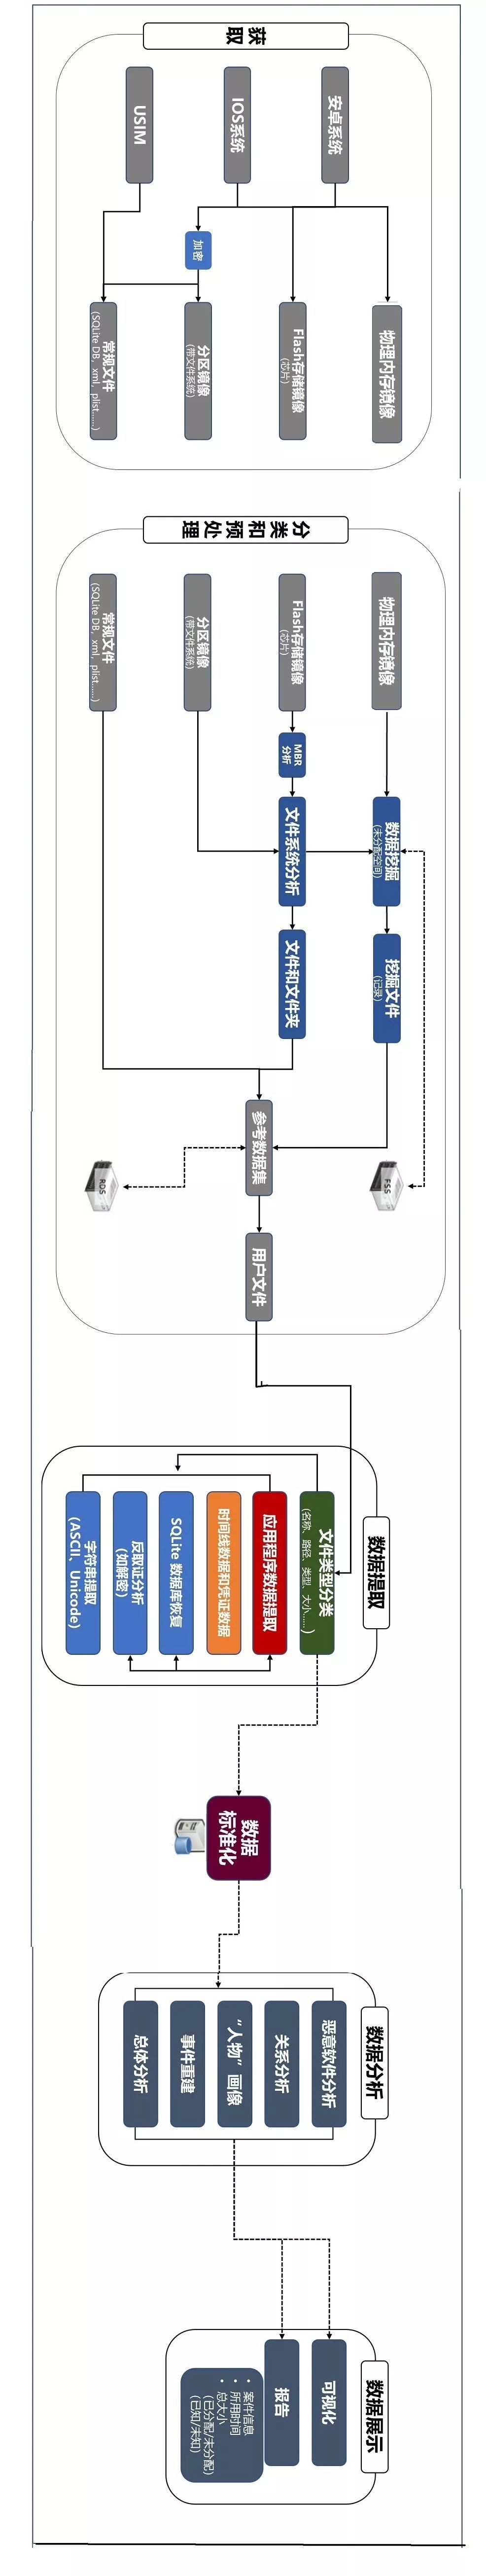 获取
安卓系统
IOS系统
USIM
加密
物理内存镜像
Flash存储镜像
(芯片)
分区镜像
(带文件系统)
常规文件
(SQLite DB，xml，plist......)
分类和预处理
物理内存镜像
Flash存储镜像
(芯片)
分区镜像
(带文件系统)
常规文件
(SQLite DB，xml，plist......)
MBR
分析
数据挖掘
(未分配空间)
文件系统分析
挖掘文件
(记录)
文件和文件夹
参考数据集
FSS
RDS
用户文件
数据提取
文件类型分类
(名称、路径、类型、大小......)
应用程序数据提取
时间线数据和凭证数据
SQLite 数据库恢复
反取证分析
(如解密)
字符串提取
(ASCII、Unicode)
数据
标准化
数据分析
恶意软件分析
关系分析
“人物”画像
事件重建
总体分析
数据展示
可视化
报告
• 案件信息
• 所用时间
• 总大小
(已分配/未分配)
(已知/未知)